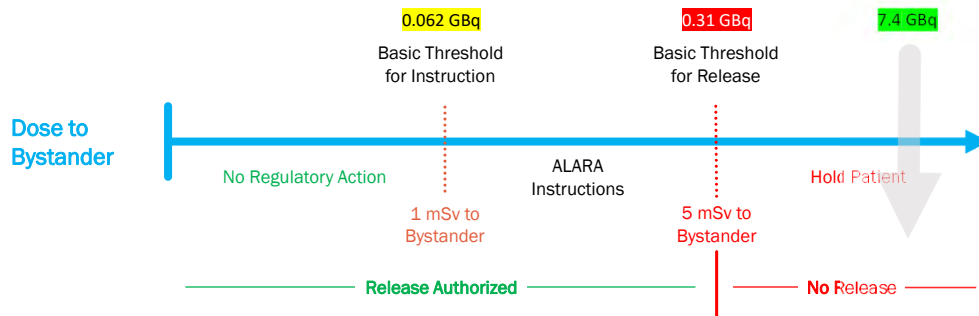 0.062 GBq
0.31 GBq
7.4 GBq
Basic Threshold
for Instruction
Basic Threshold
for Release
Dose to
Bystander
No Regulatory Action
ALARA
Instructions
Hold Patient
1 mSv to
Bystander
5 mSv to
Bystander
Release Authorized
No Release